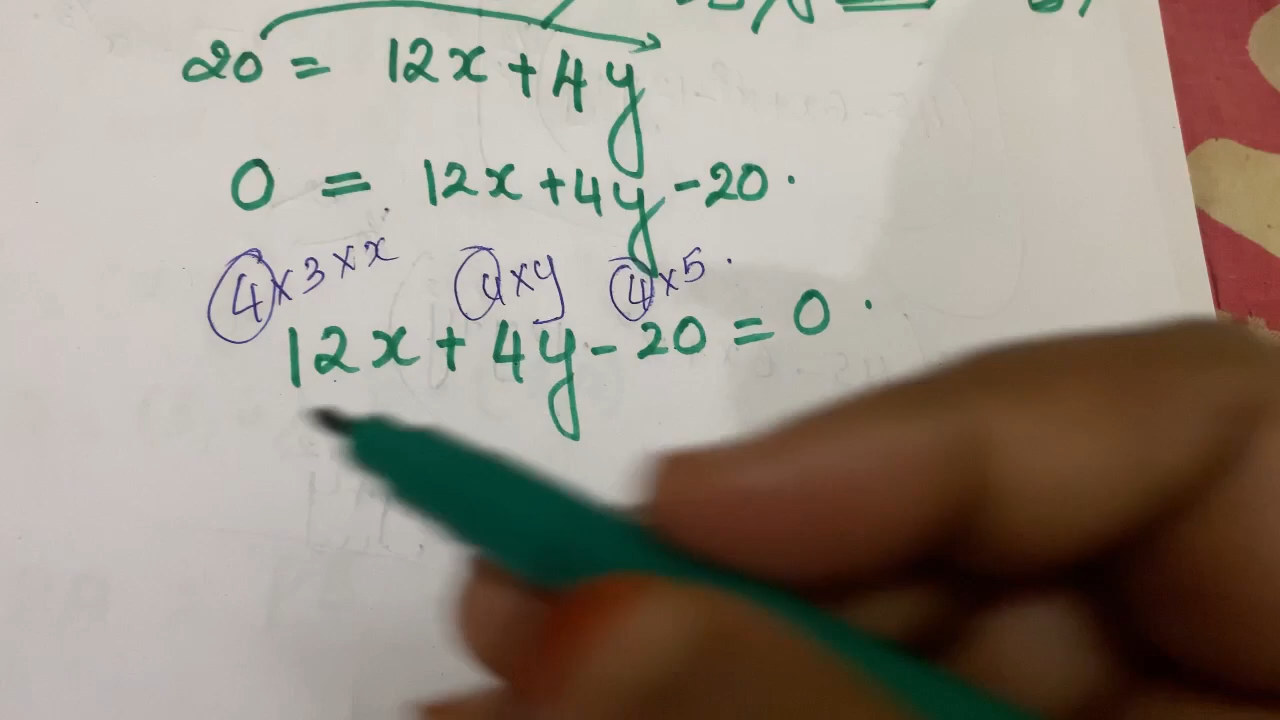 20 = 12x + 4y
0 = 12x + 4y - 20.
4 × 3 × x 4 × y 4 × 5.
12x + 4y - 20 = 0.